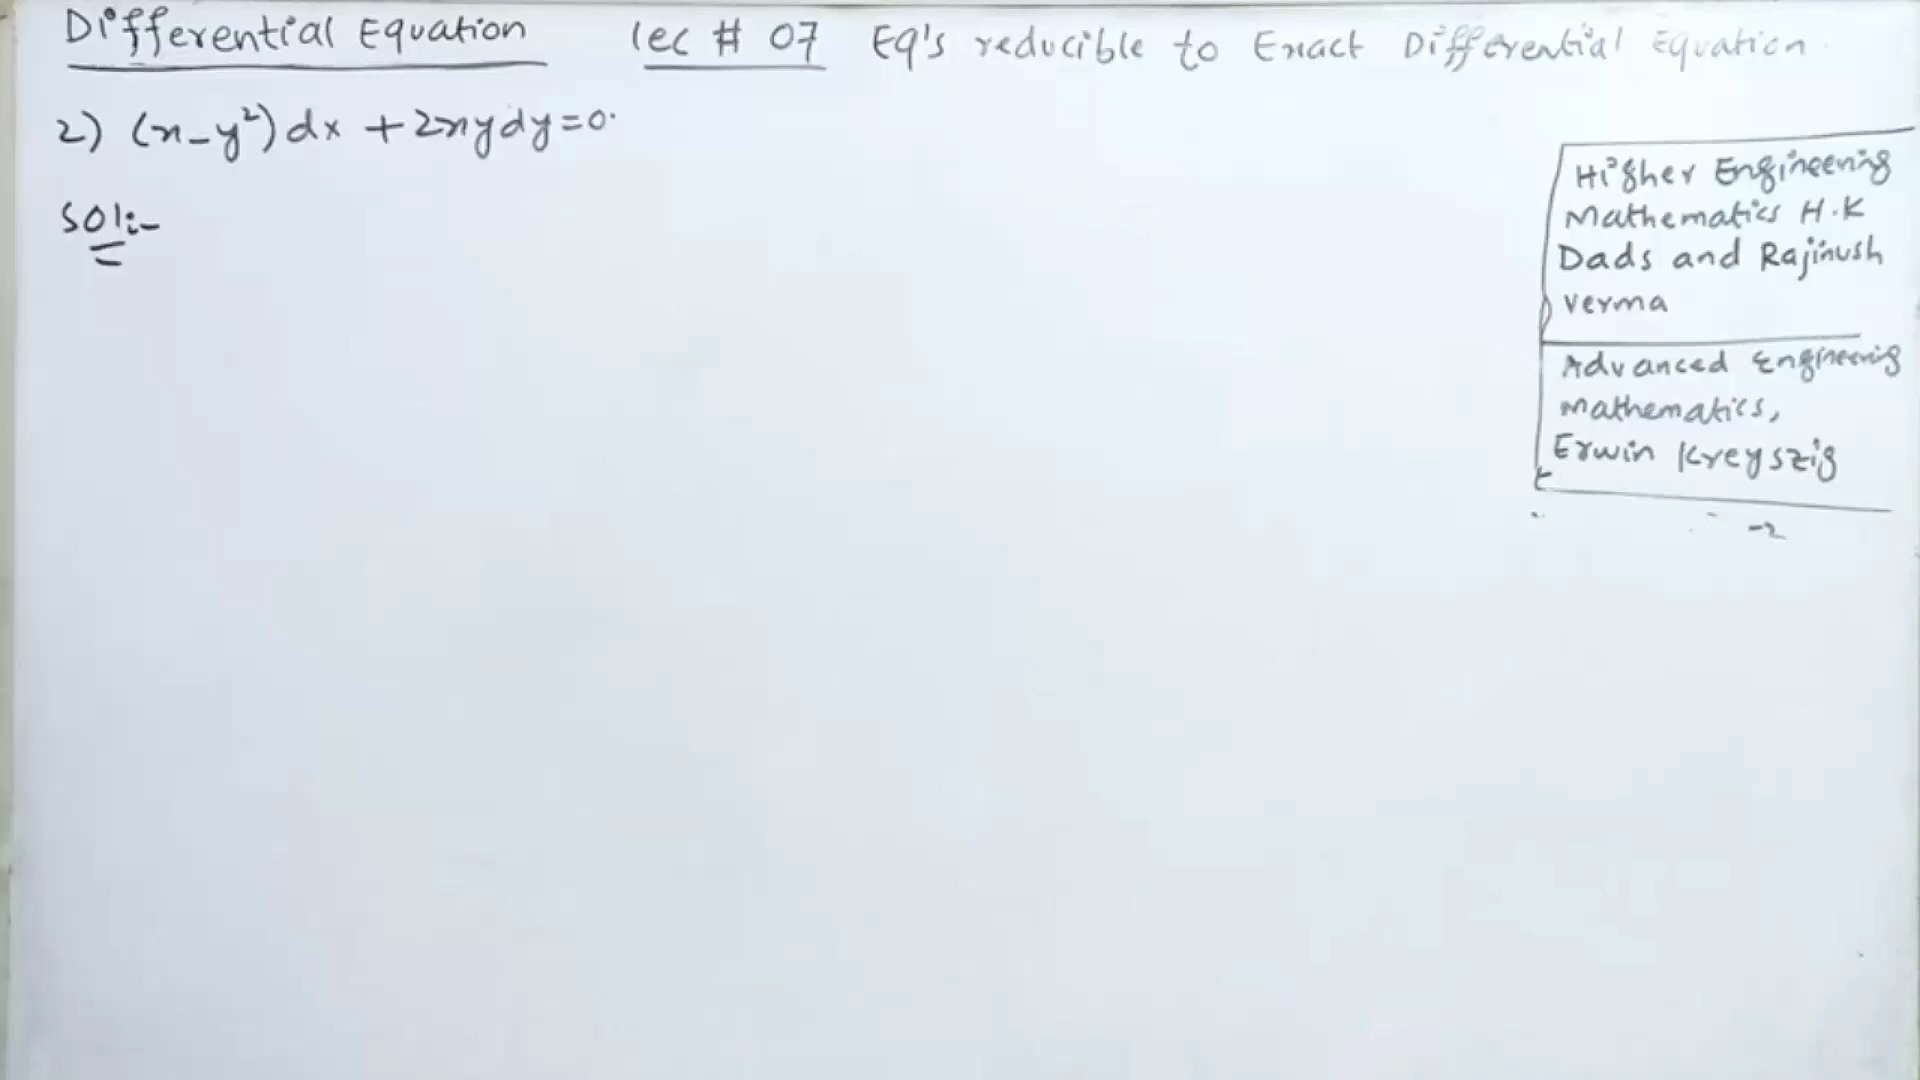 Differential Equation lec # 07 Eq's reducible to Exact Differential Equation.
2) (x-y²)dx + 2xydy=0.
Sol:-
Higher Engineering
Mathematics H.K
Dads and Rajinush
Verma
Advanced Engineering
Mathematics,
Erwin Kreyszig